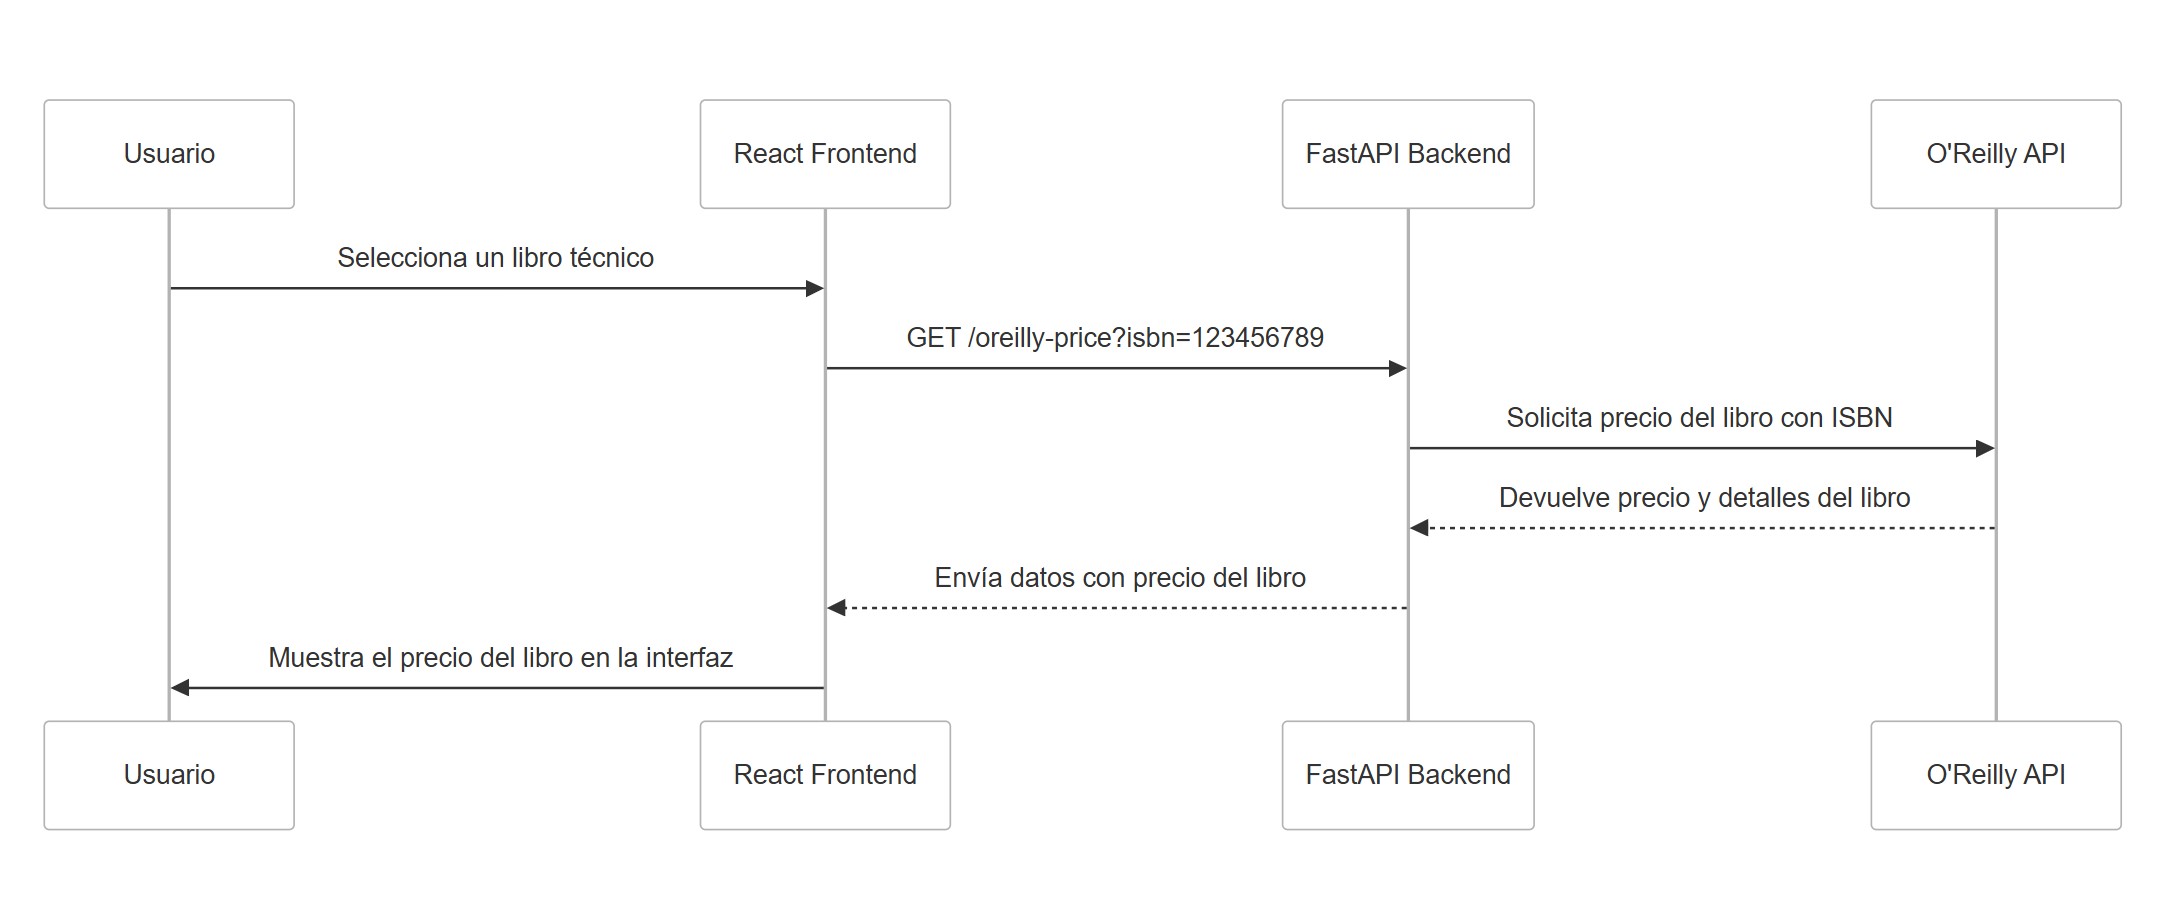 Usuario
React Frontend
FastAPI Backend
O'Reilly API
Selecciona un libro técnico
GET /oreilly-price?isbn=123456789
Solicita precio del libro con ISBN
Devuelve precio y detalles del libro
Envía datos con precio del libro
Muestra el precio del libro en la interfaz
Usuario
React Frontend
FastAPI Backend
O'Reilly API